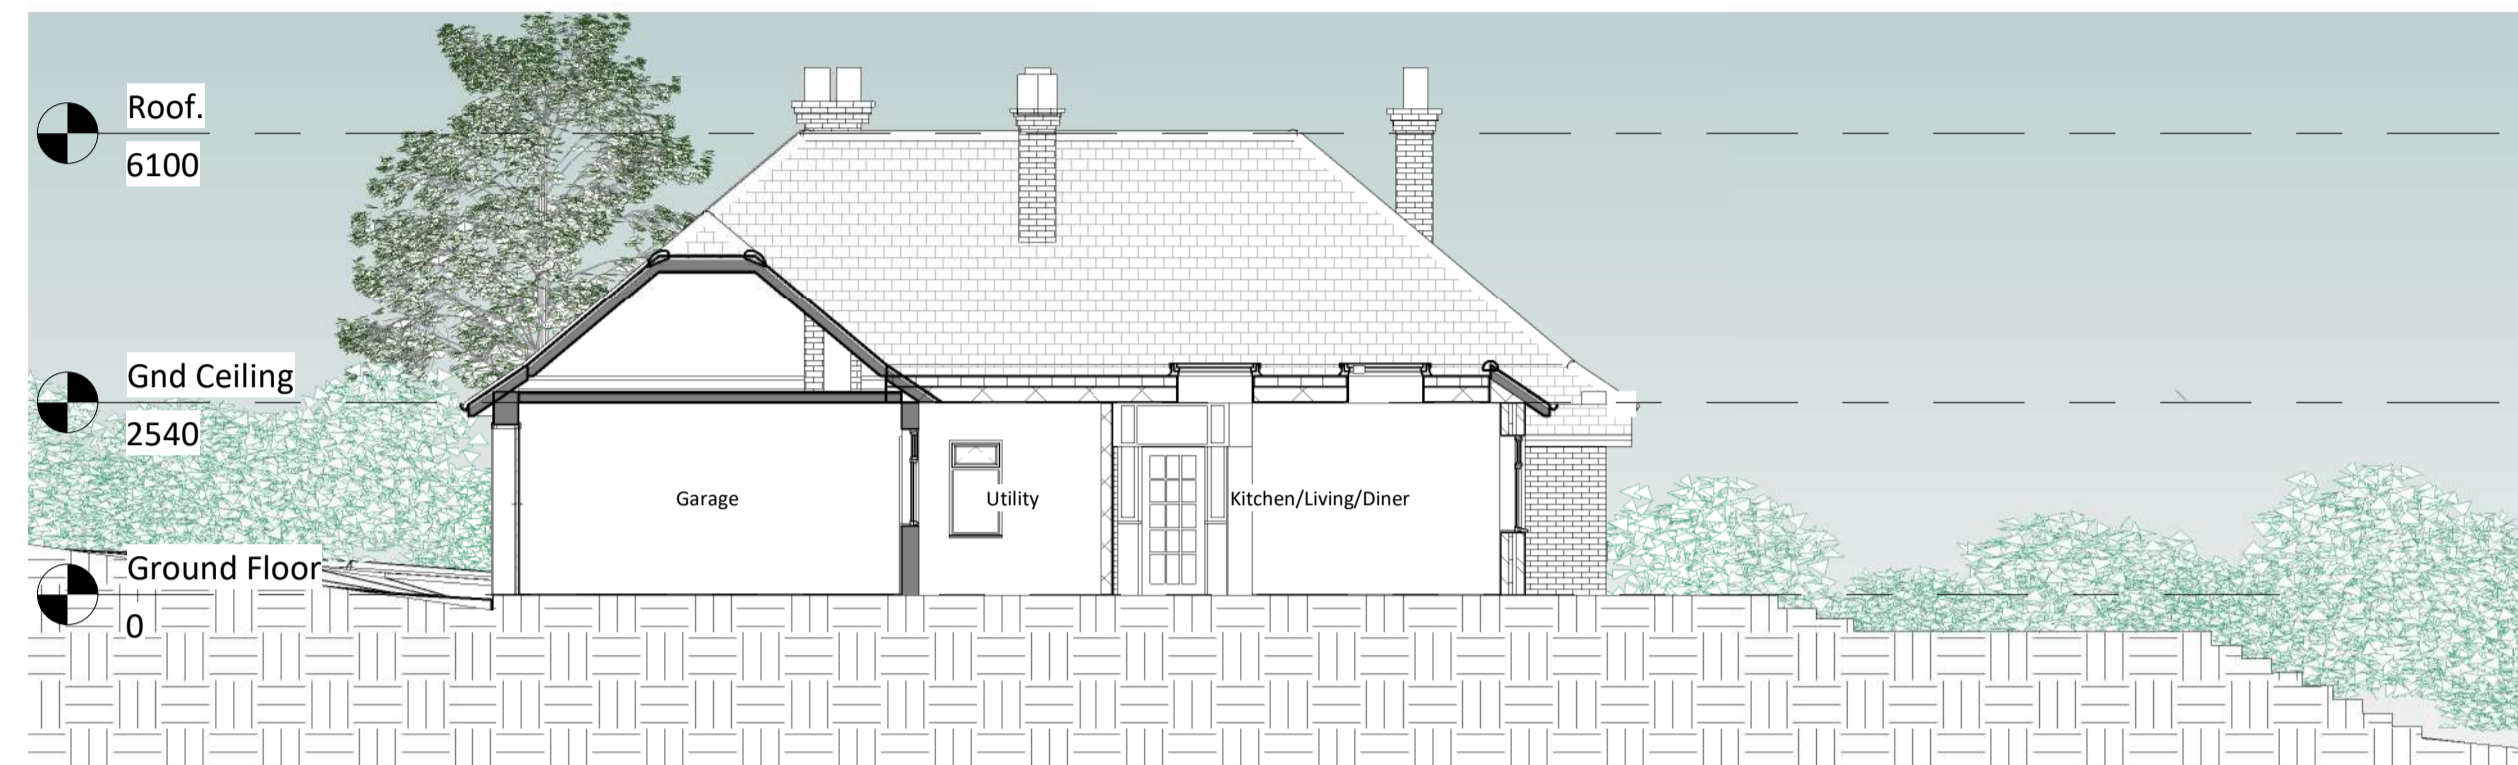 Roof.
6100
Gnd Ceiling
2540
Garage
Utility
Kitchen/Living/Diner
Ground Floor
0